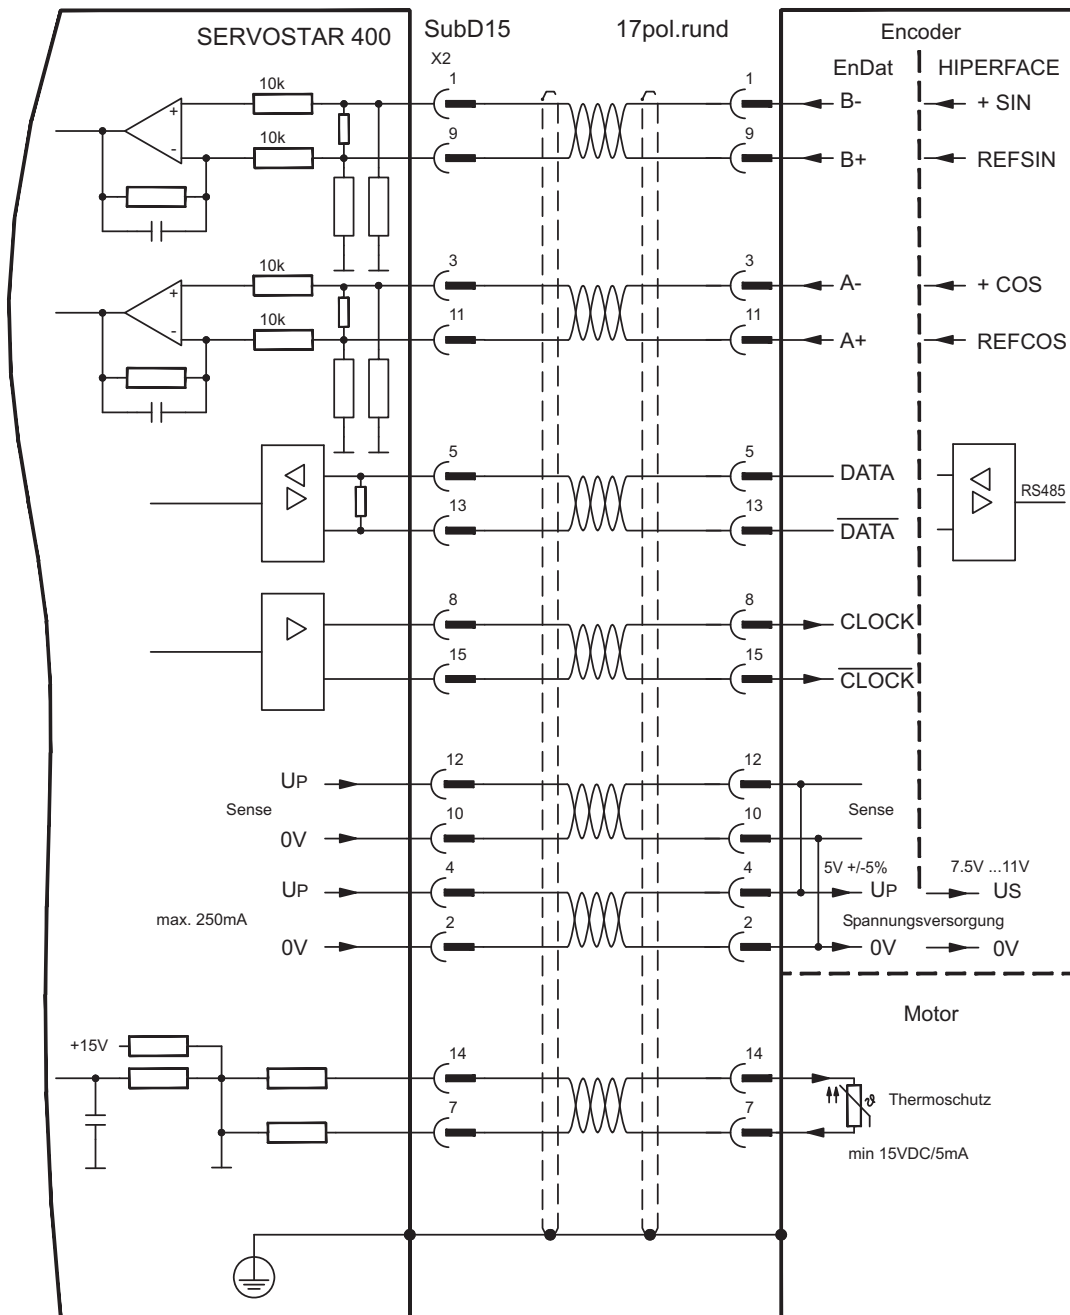 SERVOSTAR 400 SubD15 17pol.rund Encoder
X2 EnDat HIPERFACE
10k 1 1 B- + SIN
+
-
10k 9 9 B+ REFSIN
10k 3 3 A- + COS
+
-
10k 11 11 A+ REFCOS
5 5 DATA
RS485
13 13 DATA
8 8 CLOCK
15 15 CLOCK
UP 12 12
Sense Sense
0V 10 10
5V +/-5% 7.5V ...11V
UP 4 4 UP US
max. 250mA Spannungsversorgung
0V 2 2 0V 0V
Motor
+15V 14 14
ϑ Thermoschutz
7 7
min 15VDC/5mA